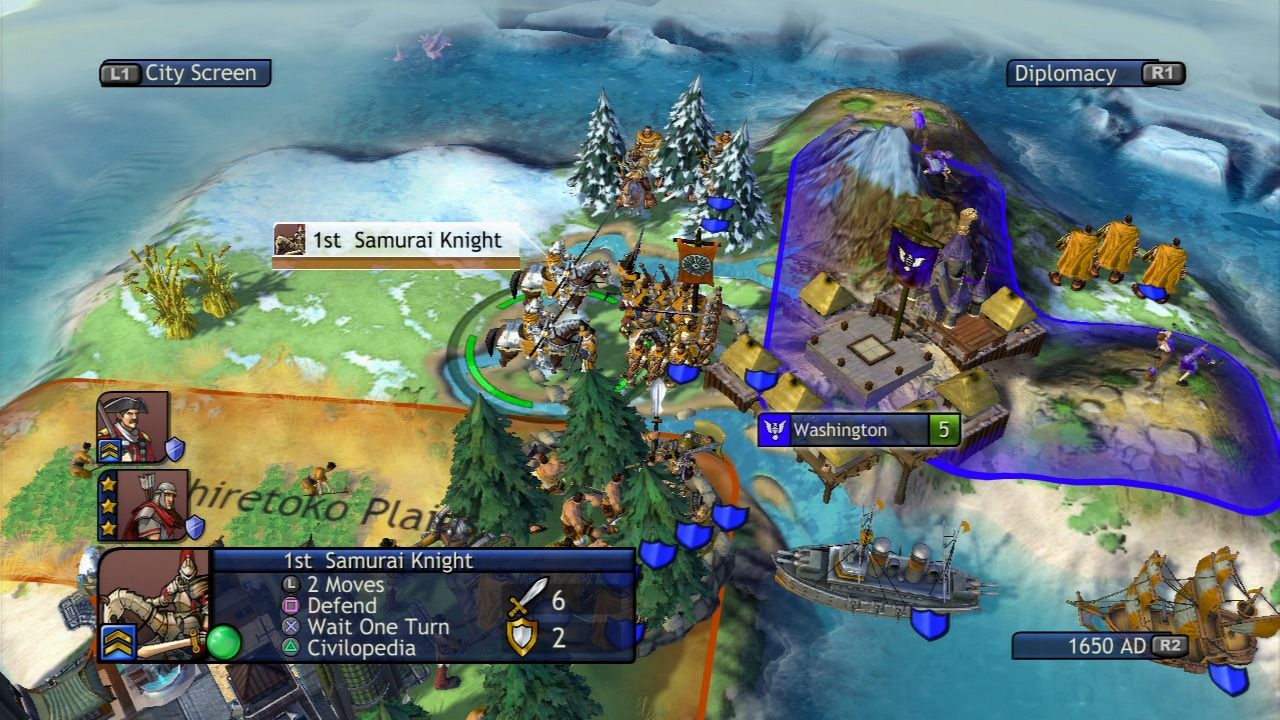 L1 City Screen
Diplomacy R1
1st Samurai Knight
Washington 5
hiretoko Plai
1st Samurai Knight
L 2 Moves
Defend
Wait One Turn
Civilopedia
6
2
1650 AD R2